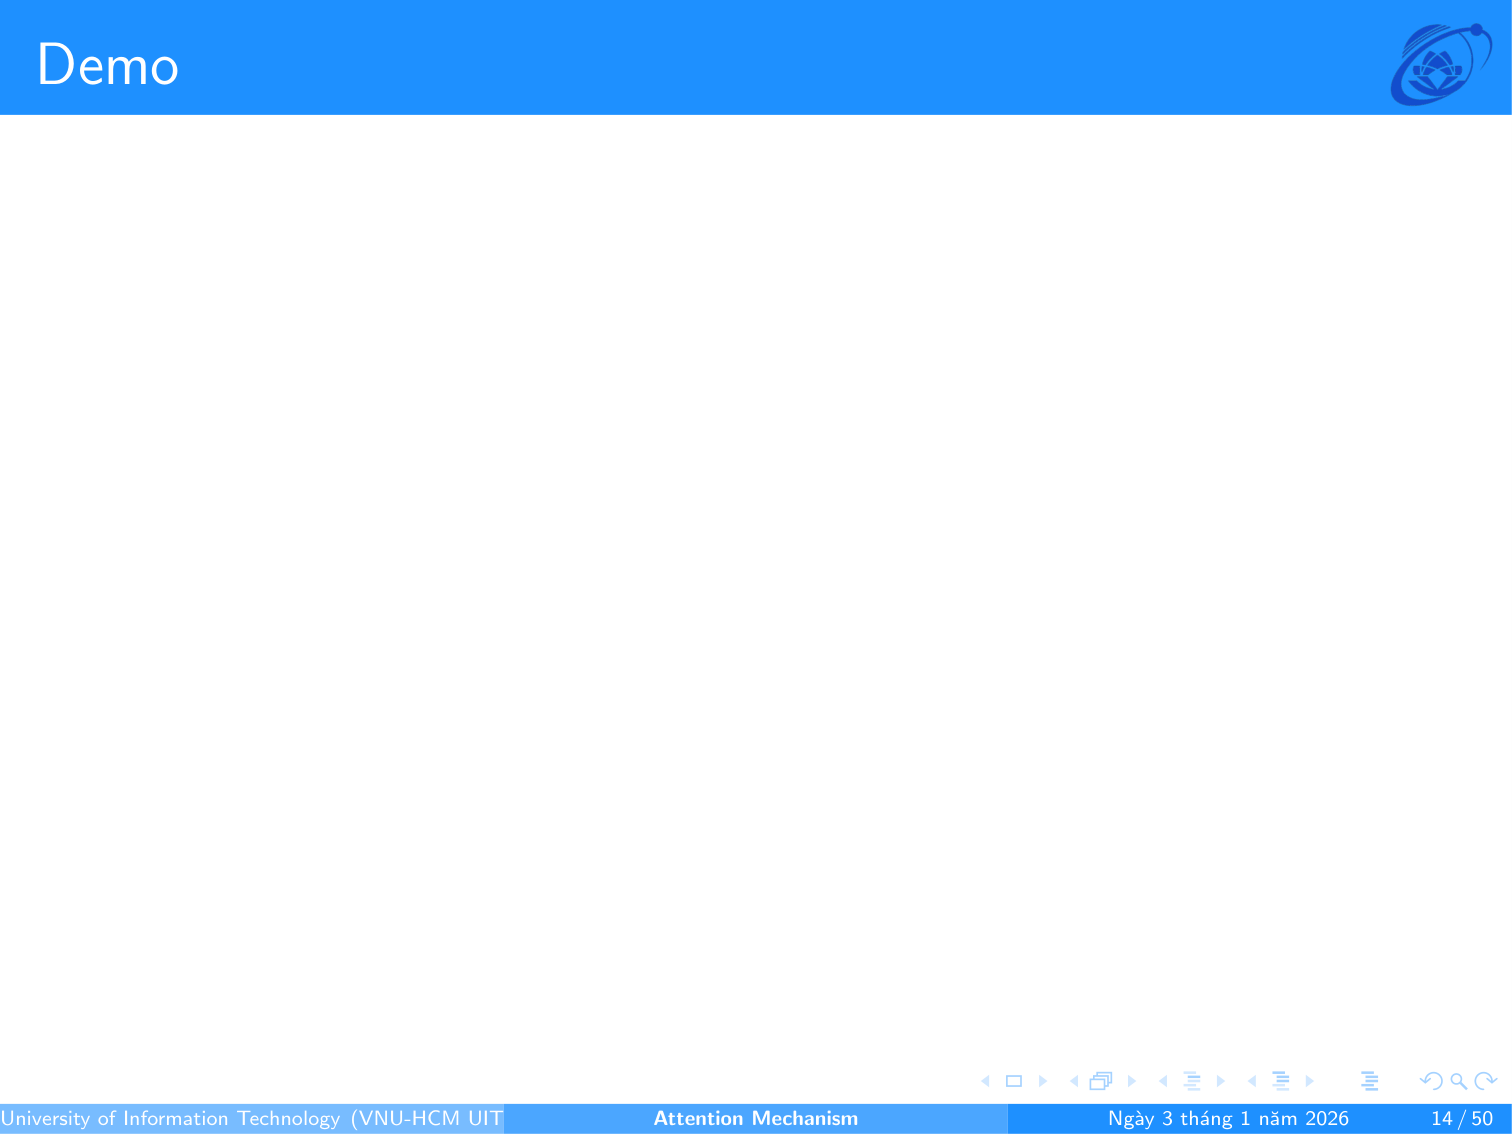 Demo
University of Information Technology (VNU-HCM UIT
Attention Mechanism
Ngày 3 tháng 1 năm 2026
14 / 50